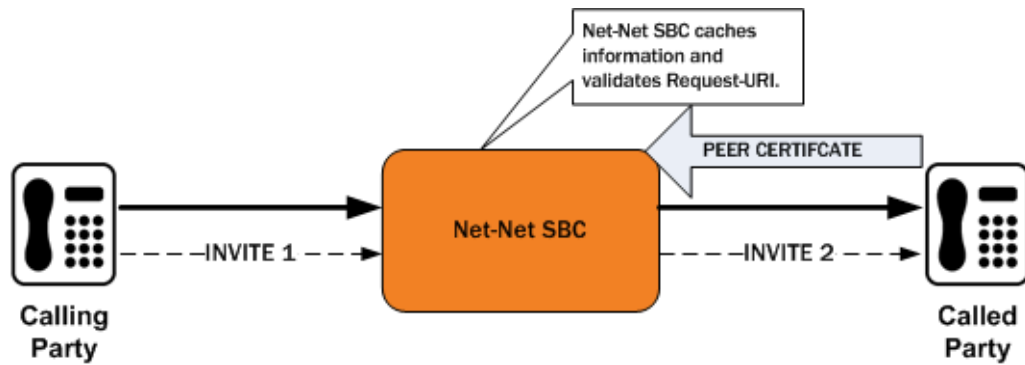 Net-Net SBC caches
information and
validates Request-URI.
PEER CERTIFCATE
Net-Net SBC
INVITE 1
INVITE 2
Calling
Party
Called
Party